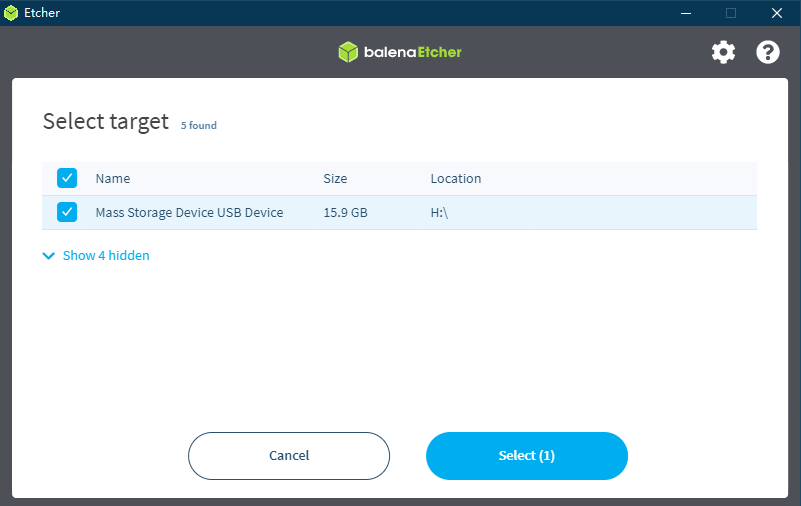 Etcher
balenaEtcher
Select target 5 found
Name Size Location
Mass Storage Device USB Device 15.9 GB H:\
Show 4 hidden
Cancel Select (1)